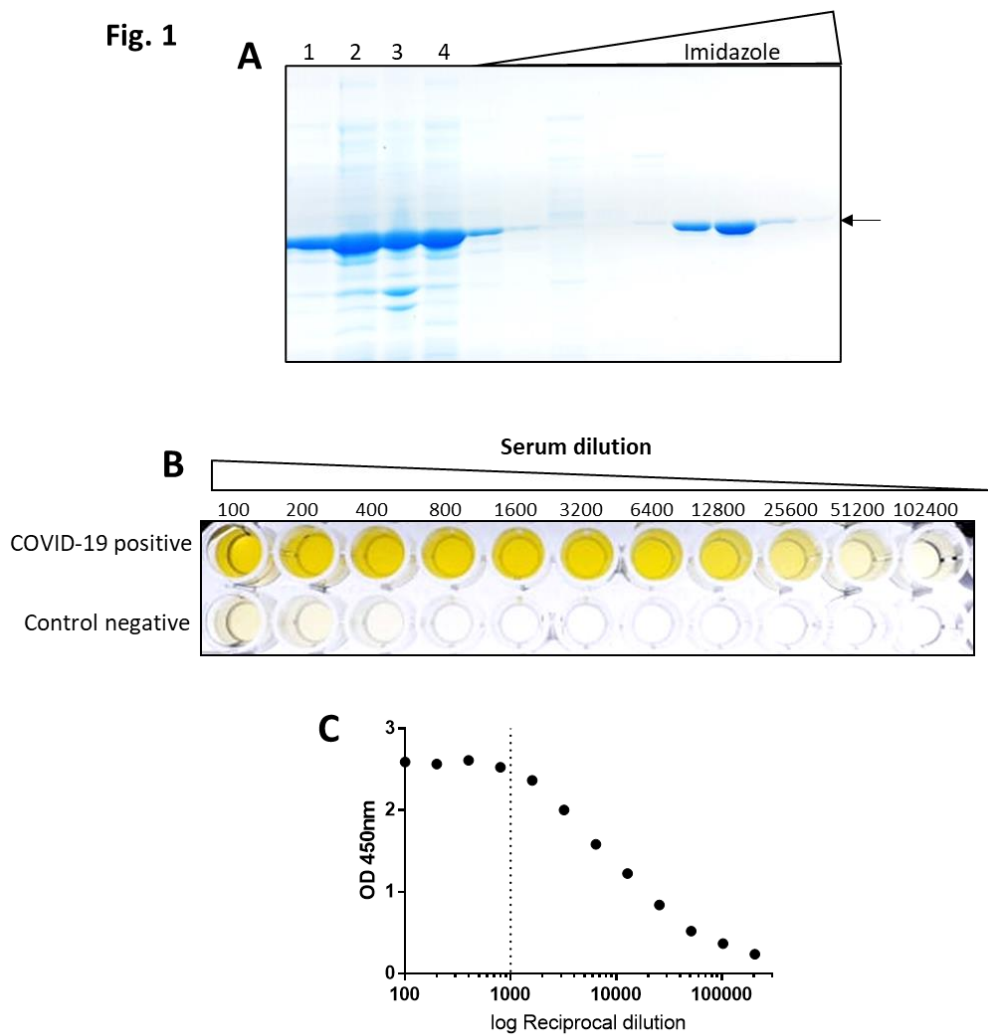 Fig. 1
A
1 2 3 4
Imidazole
B
Serum dilution
100 200 400 800 1600 3200 6400 12800 25600 51200 102400
COVID-19 positive
Control negative
C
3
2
1
0
OD 450nm
100 1000 10000 100000
log Reciprocal dilution